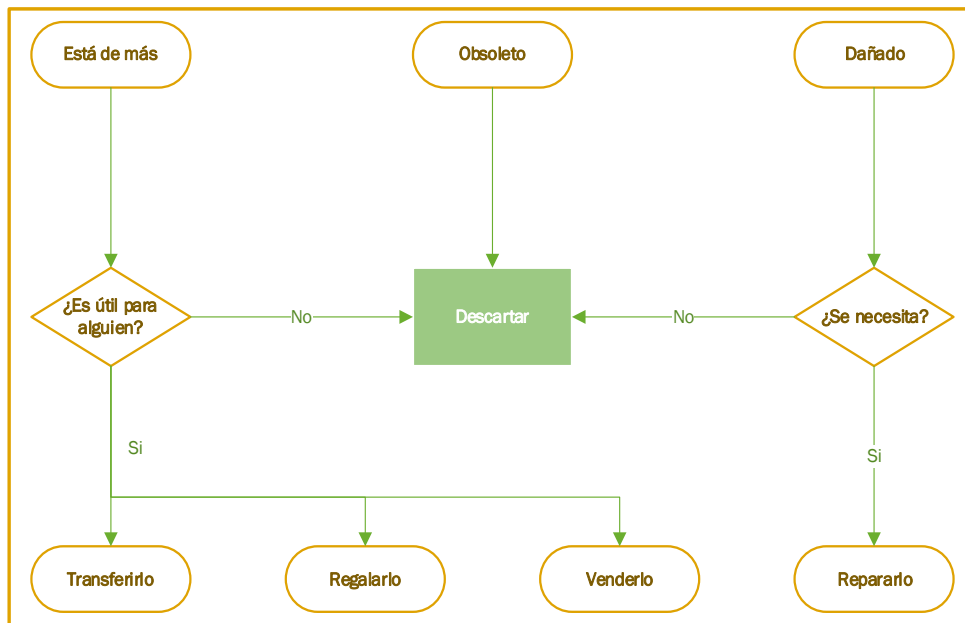 Está de más
Obsoleto
Dañado
¿Es útil para
alguien?
No
Descartar
No
¿Se necesita?
Si
Si
Transferirlo
Regalarlo
Venderlo
Repararlo